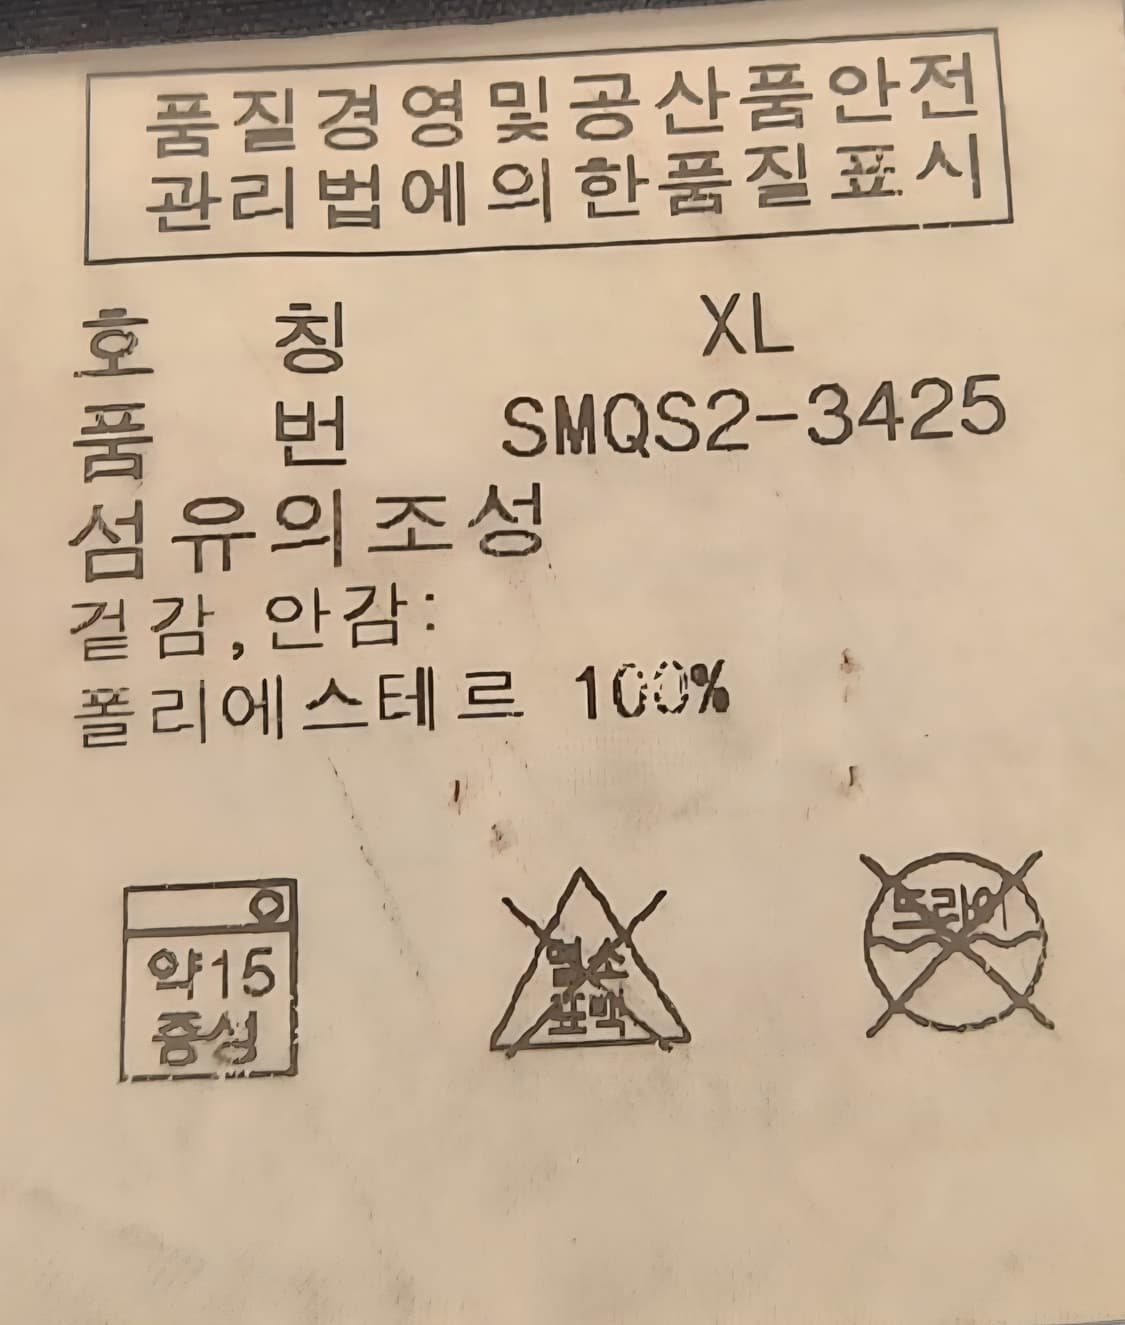 품질경영및공산품안전
관리법에의한품질표시
호 칭 XL
품 번 SMQS2-3425
섬유의조성
겉감,안감:
폴리에스테르 100%
약15
중성
염소
표백
드라이